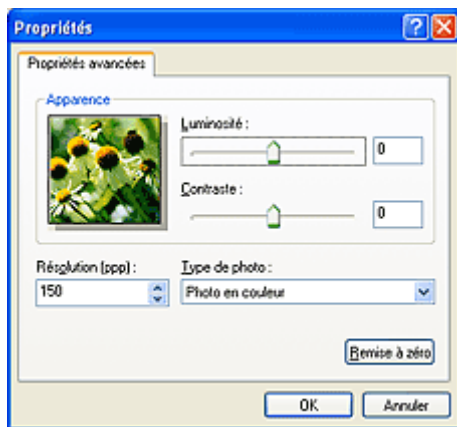 Propriétés
Propriétés avancées
Apparence
Luminosité :
0
Contraste :
0
Résolution (ppp) :
Type de photo :
150
Photo en couleur
Remise à zéro
OK
Annuler